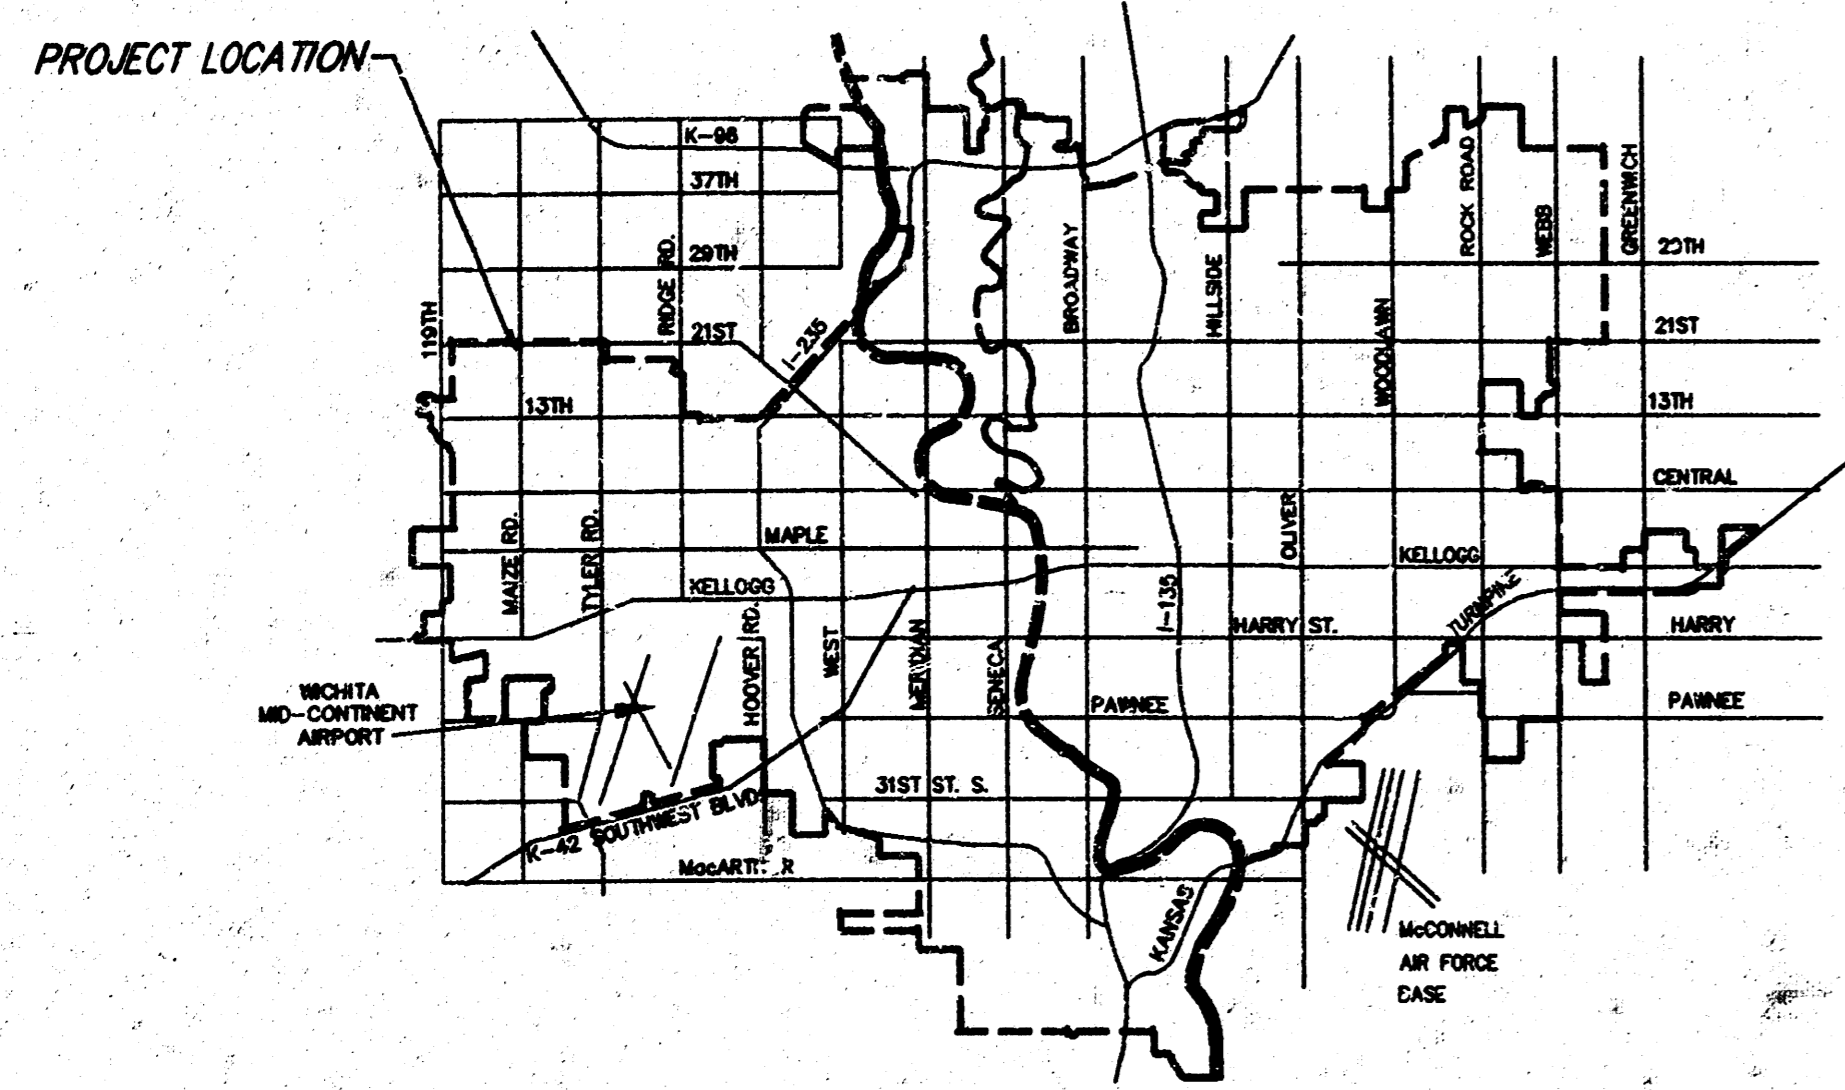 PROJECT LOCATION
K-96
37TH
29TH
RIDGE RD.
119TH
21ST
I-235
13TH
BROADWAY
HILLSIDE
WOODLAWN
ROCK ROAD
WEBB
GREENWICH
21ST
13TH
CENTRAL
MAIZE RD.
TYLER RD.
MAPLE
KELLOGG
OLIVER
KELLOGG
TURNPIKE
HOOVER RD.
WEST
MERIDIAN
SENECA
I-135
HARRY ST.
HARRY
WICHITA
MID-CONTINENT
AIRPORT
PAWNEE
PAWNEE
31ST ST. S.
K-42 SOUTHWEST BLVD
KANSAS
McCONNELL
AIR FORCE